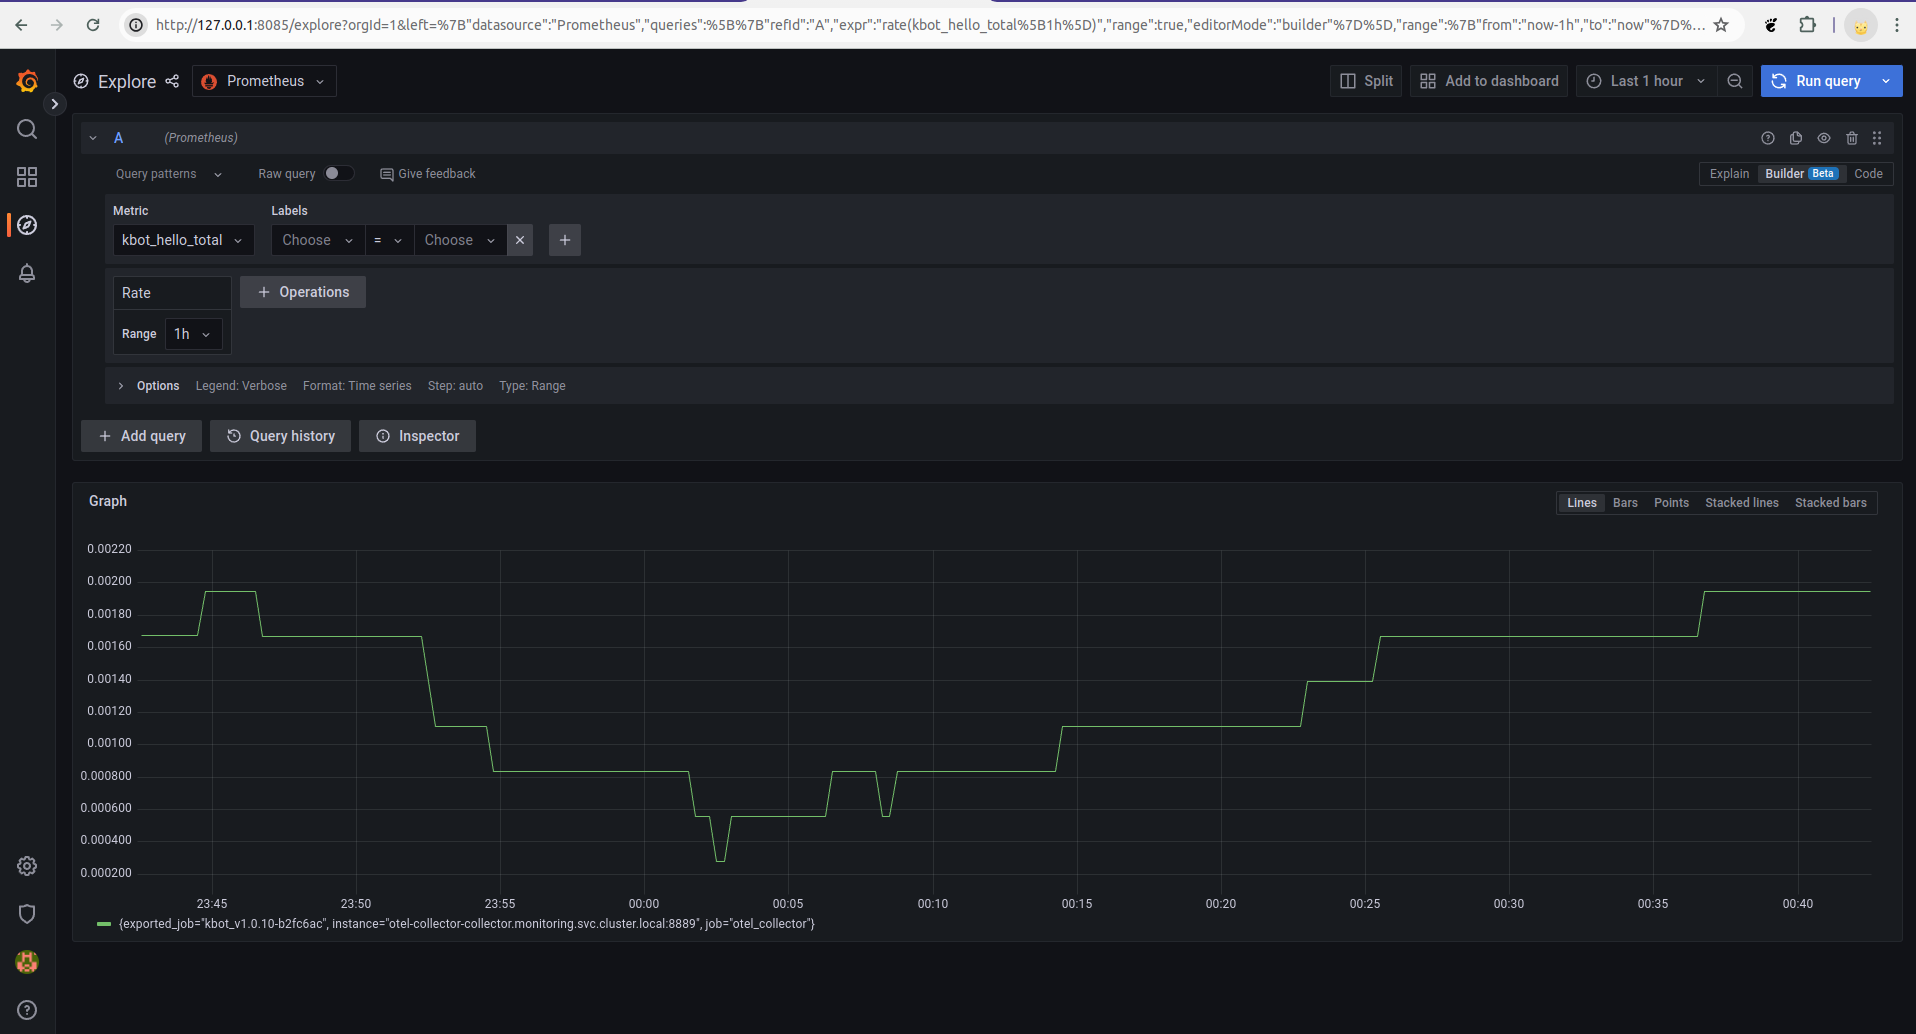 http://127.0.0.1:8085/explore?orgId=1&left=%7B"datasource":"Prometheus","queries":%5B%7B"refId":"A","expr":"rate(kbot_hello_total%5B1h%5D)","range":true,"editorMode":"builder"%7D%5D,"range":%7B"from":"now-1h","to":"now"%7D%...
Explore Prometheus Split Add to dashboard Last 1 hour Run query
A (Prometheus)
Query patterns Raw query Give feedback Explain Builder Beta Code
Metric Labels
kbot_hello_total Choose = Choose
Rate + Operations
Range 1h
Options Legend: Verbose Format: Time series Step: auto Type: Range
+ Add query Query history Inspector
Graph Lines Bars Points Stacked lines Stacked bars
0.00220
0.00200
0.00180
0.00160
0.00140
0.00120
0.00100
0.000800
0.000600
0.000400
0.000200
23:45 23:50 23:55 00:00 00:05 00:10 00:15 00:20 00:25 00:30 00:35 00:40
{exported_job="kbot_v1.0.10-b2fc6ac", instance="otel-collector-collector.monitoring.svc.cluster.local:8889", job="otel_collector"}